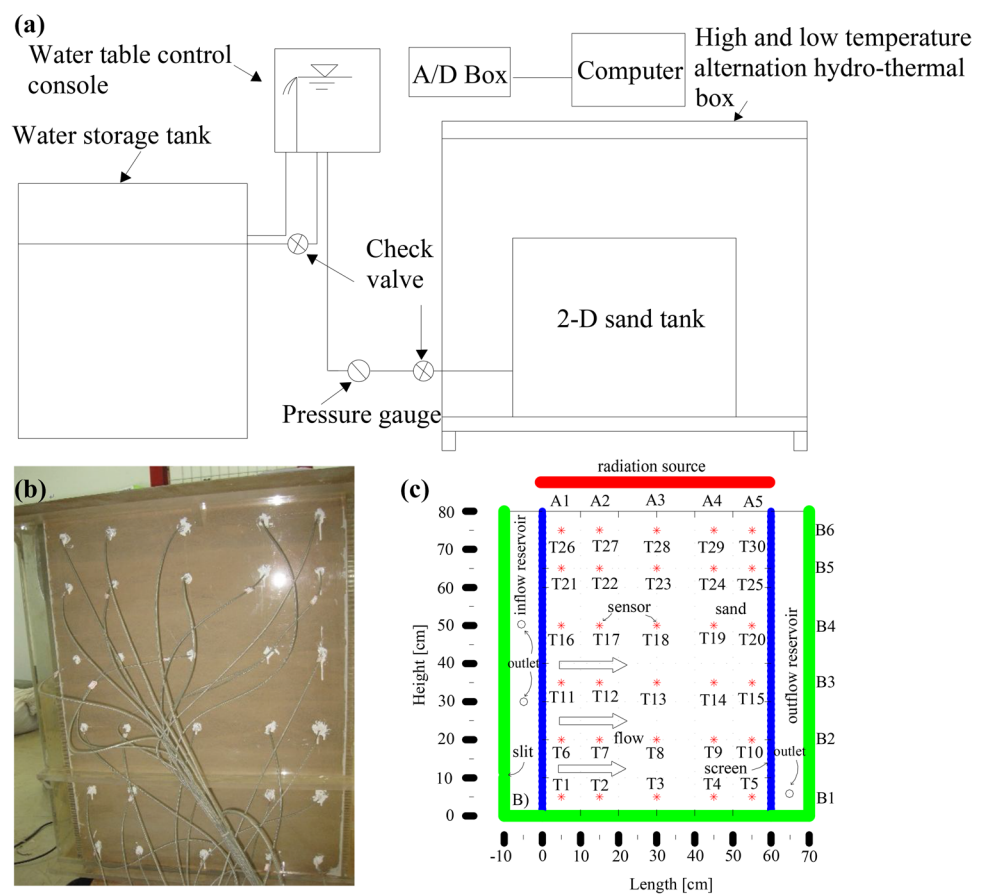 (a)
Water table control
console
A/D Box
Computer
High and low temperature
alternation hydro-thermal
box
Water storage tank
Check
valve
2-D sand tank
Pressure gauge
(b)
(c)
radiation source
A1 A2 A3 A4 A5
80
70
60
50
40
30
20
10
0
Height [cm]
inflow reservoir
T26 T27 T28 T29 T30
T21 T22 T23 T24 T25
sensor
sand
T16 T17 T18 T19 T20
outlet
T11 T12 T13 T14 T15
flow
slit
T6 T7 T8 T9 T10
screen
outlet
T1 T2 T3 T4 T5
B)
outflow reservoir
B6
B5
B4
B3
B2
B1
-10 0 10 20 30 40 50 60 70
Length [cm]